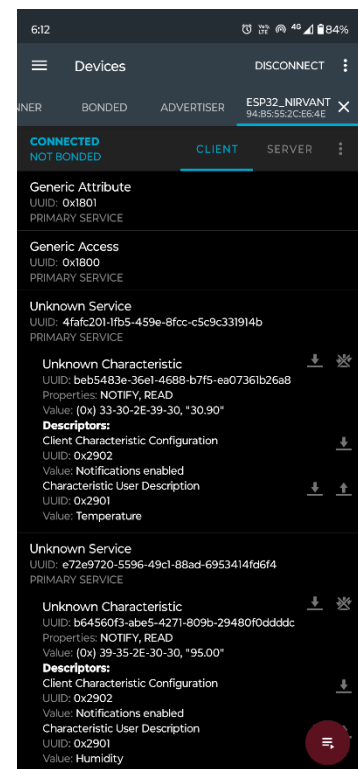 6:12
VoLTE 4G 84%
Devices
DISCONNECT
NNER
BONDED
ADVERTISER
ESP32_NIRVANT
94:B5:55:2C:E6:4E
CONNECTED
NOT BONDED
CLIENT
SERVER
Generic Attribute
UUID: 0x1801
PRIMARY SERVICE
Generic Access
UUID: 0x1800
PRIMARY SERVICE
Unknown Service
UUID: 4fafc201-1fb5-459e-8fcc-c5c9c331914b
PRIMARY SERVICE
Unknown Characteristic
UUID: beb5483e-36e1-4688-b7f5-ea07361b26a8
Properties: NOTIFY, READ
Value: (0x) 33-30-2E-39-30, "30.90"
Descriptors:
Client Characteristic Configuration
UUID: 0x2902
Value: Notifications enabled
Characteristic User Description
UUID: 0x2901
Value: Temperature
Unknown Service
UUID: e72e9720-5596-49c1-88ad-6953414fd6f4
PRIMARY SERVICE
Unknown Characteristic
UUID: b64560f3-abe5-4271-809b-29480f0ddddc
Properties: NOTIFY, READ
Value: (0x) 39-35-2E-30-30, "95.00"
Descriptors:
Client Characteristic Configuration
UUID: 0x2902
Value: Notifications enabled
Characteristic User Description
UUID: 0x2901
Value: Humidity